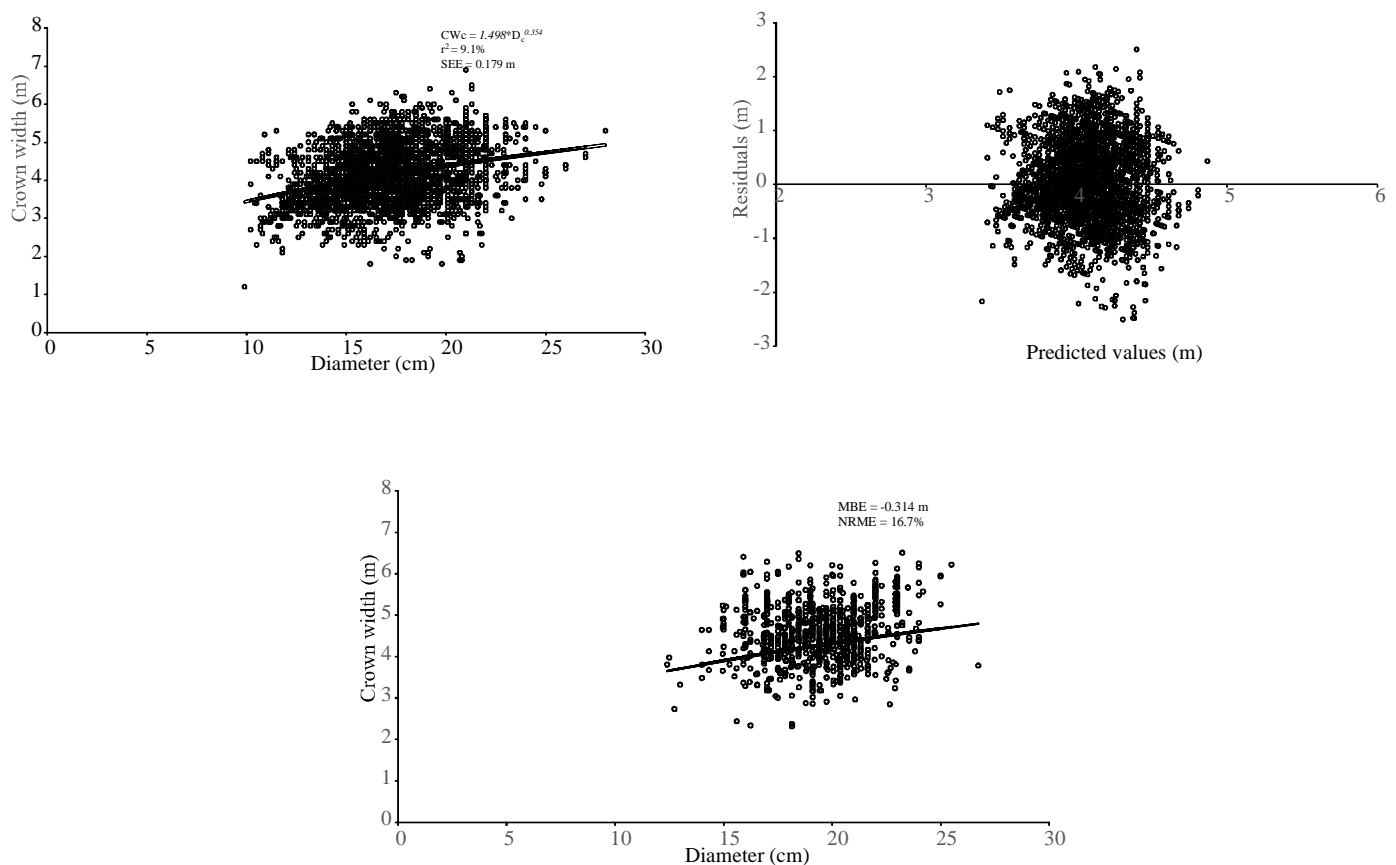 8
7
6
5
4
3
2
1
0
0 5 10 15 20 25 30
Crown width (m)
Diameter (cm)
CWc = 1.498*Dc^0.354
r² = 9.1%
SEE = 0.179 m
3
2
1
0
-1
-2
-3
2 3 4 5 6
Residuals (m)
Predicted values (m)
8
7
6
5
4
3
2
1
0
0 5 10 15 20 25 30
Crown width (m)
Diameter (cm)
MBE = -0.314 m
NRME = 16.7%